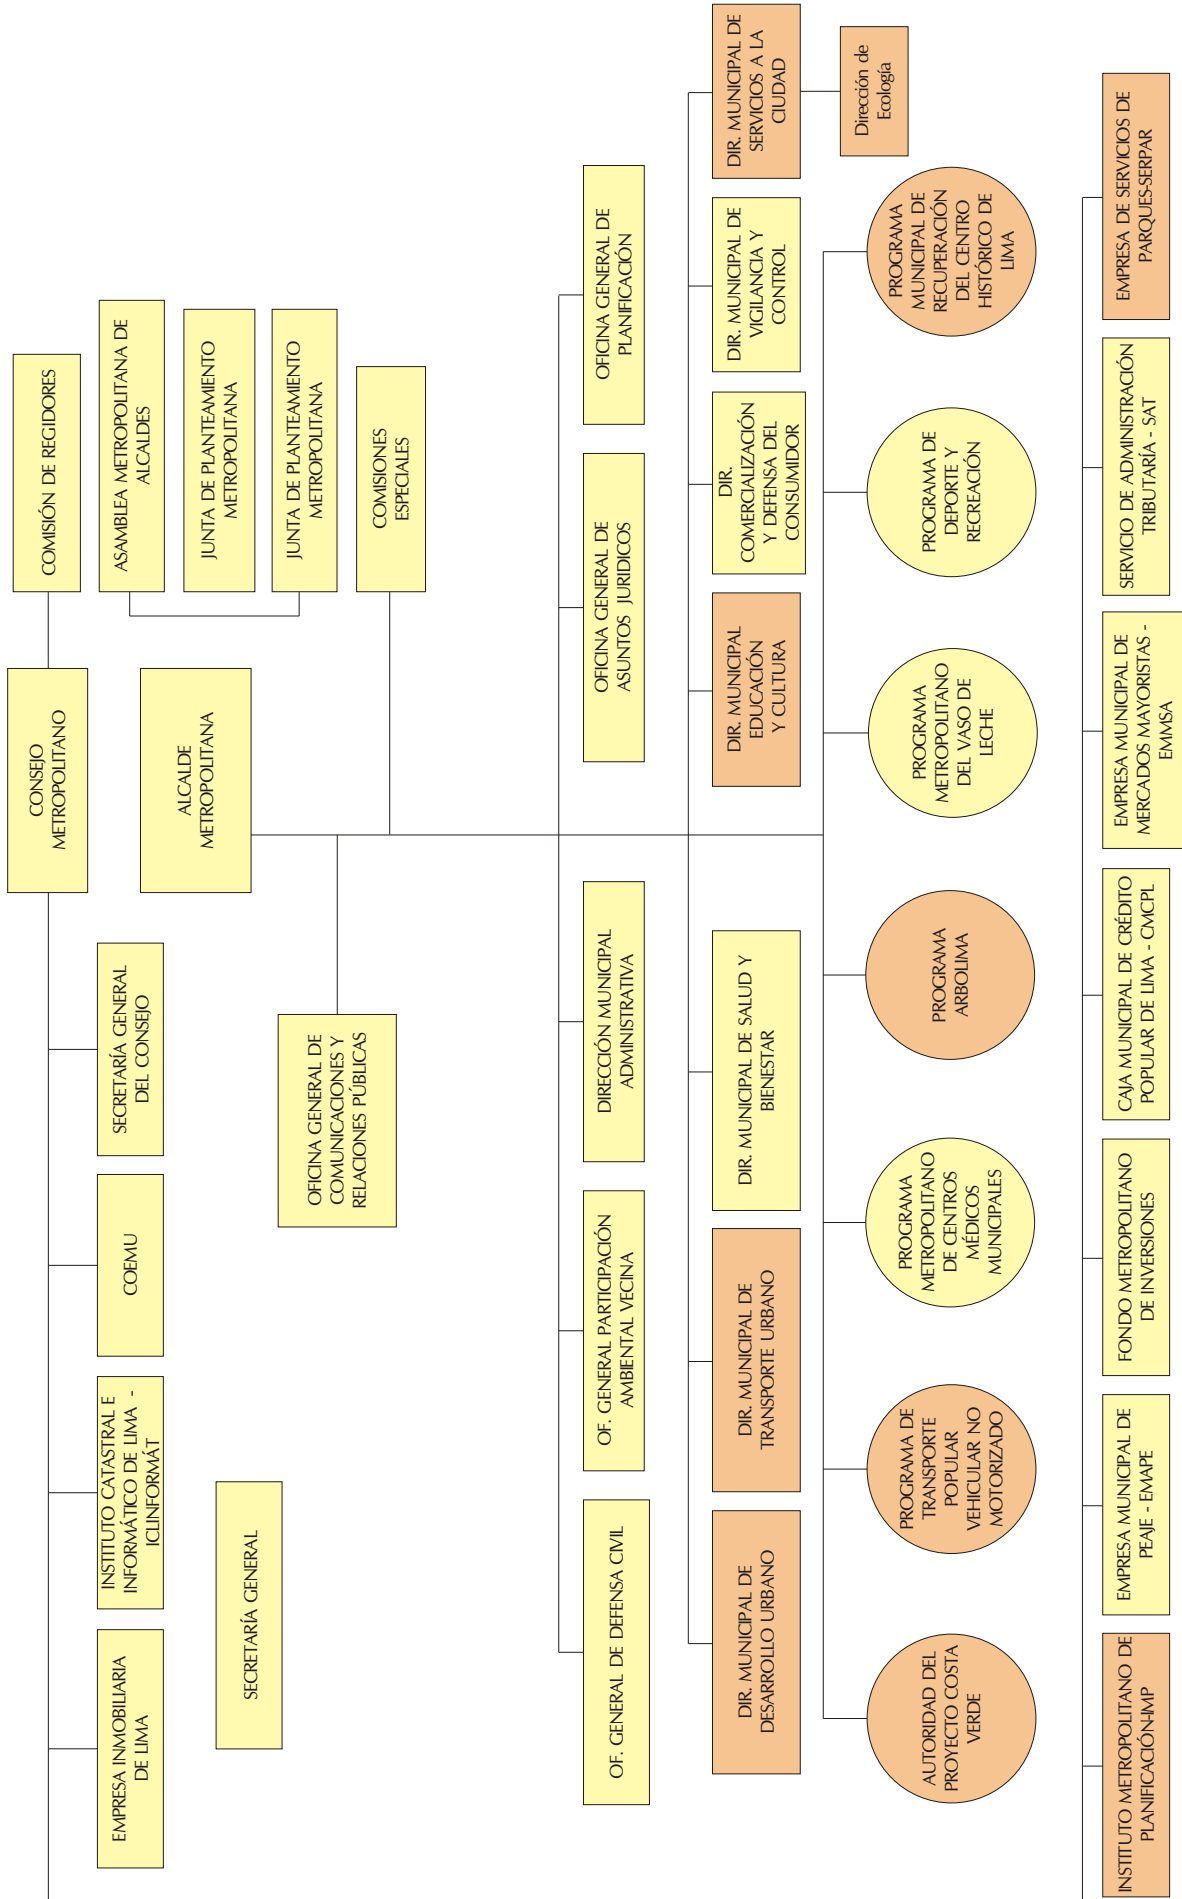 CONSEJO
METROPOLITANO
COMISIÓN DE REGIDORES
EMPRESA INMOBILIARIA
DE LIMA
INSTITUTO CATASTRAL E
INFORMÁTICO DE LIMA -
ICLINFORMÁT
COEMU
SECRETARÍA GENERAL
DEL CONSEJO
ASAMBLEA METROPOLITANA DE
ALCALDES
ALCALDE
METROPOLITANA
JUNTA DE PLANTEAMIENTO
METROPOLITANA
SECRETARÍA GENERAL
JUNTA DE PLANTEAMIENTO
METROPOLITANA
OFICINA GENERAL DE
COMUNICACIONES Y
RELACIONES PÚBLICAS
COMISIONES
ESPECIALES
OF. GENERAL DE DEFENSA CIVIL
OF. GENERAL PARTICIPACIÓN
AMBIENTAL VECINA
DIRECCIÓN MUNICIPAL
ADMINISTRATIVA
OFICINA GENERAL DE
ASUNTOS JURIDICOS
OFICINA GENERAL DE
PLANIFICACIÓN
DIR. MUNICIPAL DE
DESARROLLO URBANO
DIR. MUNICIPAL DE
TRANSPORTE URBANO
DIR. MUNICIPAL DE SALUD Y
BIENESTAR
DIR. MUNICIPAL
EDUCACIÓN
Y CULTURA
DIR.
COMERCIALIZACIÓN
Y DEFENSA DEL
CONSUMIDOR
DIR. MUNICIPAL DE
VIGILANCIA Y
CONTROL
DIR. MUNICIPAL DE
SERVICIOS A LA
CIUDAD
Dirección de
Ecología
AUTORIDAD DEL
PROYECTO COSTA
VERDE
PROGRAMA DE
TRANSPORTE
POPULAR
VEHICULAR NO
MOTORIZADO
PROGRAMA
METROPOLITANO
DE CENTROS
MÉDICOS
MUNICIPALES
PROGRAMA
ARBOLIMA
PROGRAMA
METROPOLITANO
DEL VASO DE
LECHE
PROGRAMA DE
DEPORTE Y
RECREACIÓN
PROGRAMA
MUNICIPAL DE
RECUPERACIÓN
DEL CENTRO
HISTÓRICO DE
LIMA
INSTITUTO METROPOLITANO DE
PLANIFICACIÓN-IMP
EMPRESA MUNICIPAL DE
PEAJE - EMAPE
FONDO METROPOLITANO
DE INVERSIONES
CAJA MUNICIPAL DE CRÉDITO
POPULAR DE LIMA - CMCPL
EMPRESA MUNICIPAL DE
MERCADOS MAYORISTAS -
EMMSA
SERVICIO DE ADMINISTRACIÓN
TRIBUTARÍA - SAT
EMPRESA DE SERVICIOS DE
PARQUES-SERPAR